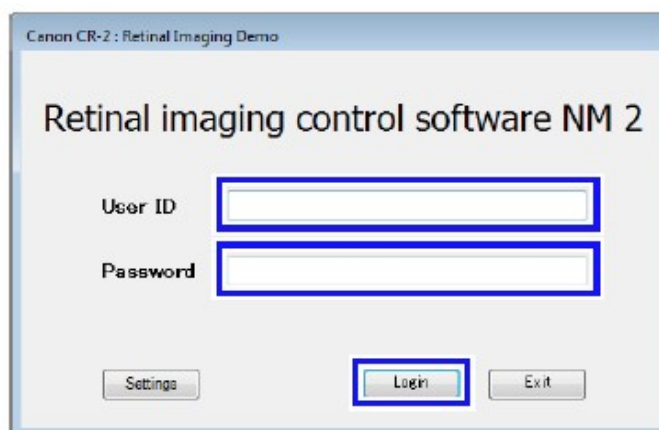 Canon CR-2 : Retinal Imaging Demo
Retinal imaging control software NM 2
User ID
Password
Settings Login Exit